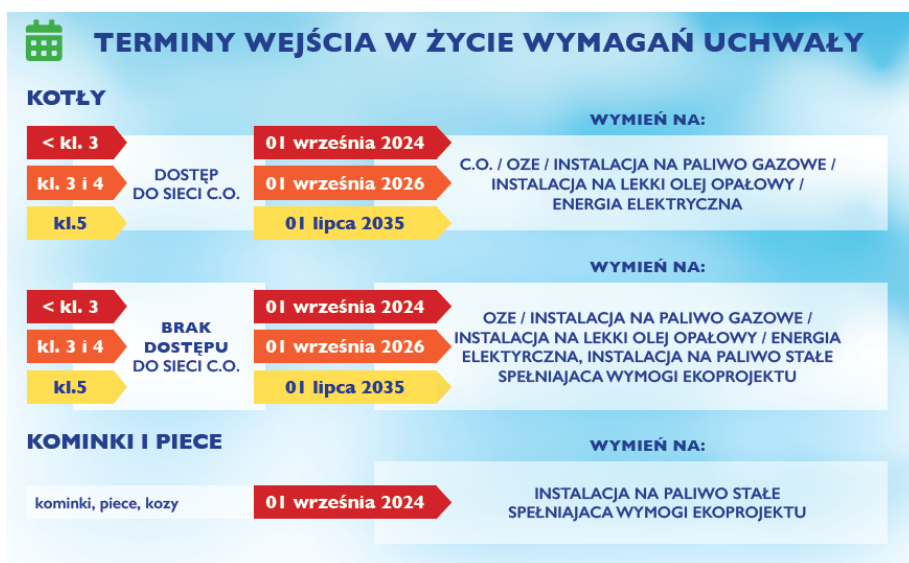 TERMINY WEJŚCIA W ŻYCIE WYMAGAŃ UCHWAŁY
KOTŁY
WYMIEŃ NA:
< kl. 3
kl. 3 i 4
kl.5
DOSTĘP
DO SIECI C.O.
01 września 2024
01 września 2026
01 lipca 2035
C.O. / OZE / INSTALACJA NA PALIWO GAZOWE /
INSTALACJA NA LEKKI OLEJ OPAŁOWY /
ENERGIA ELEKTRYCZNA
WYMIEŃ NA:
< kl. 3
kl. 3 i 4
kl.5
BRAK
DOSTĘPU
DO SIECI C.O.
01 września 2024
01 września 2026
01 lipca 2035
OZE / INSTALACJA NA PALIWO GAZOWE /
INSTALACJA NA LEKKI OLEJ OPAŁOWY / ENERGIA
ELEKTYRCZNA, INSTALACJA NA PALIWO STAŁE
SPEŁNIAJACA WYMOGI EKOPROJEKTU
KOMINKI I PIECE
WYMIEŃ NA:
kominki, piece, kozy
01 września 2024
INSTALACJA NA PALIWO STAŁE
SPEŁNIAJACA WYMOGI EKOPROJEKTU